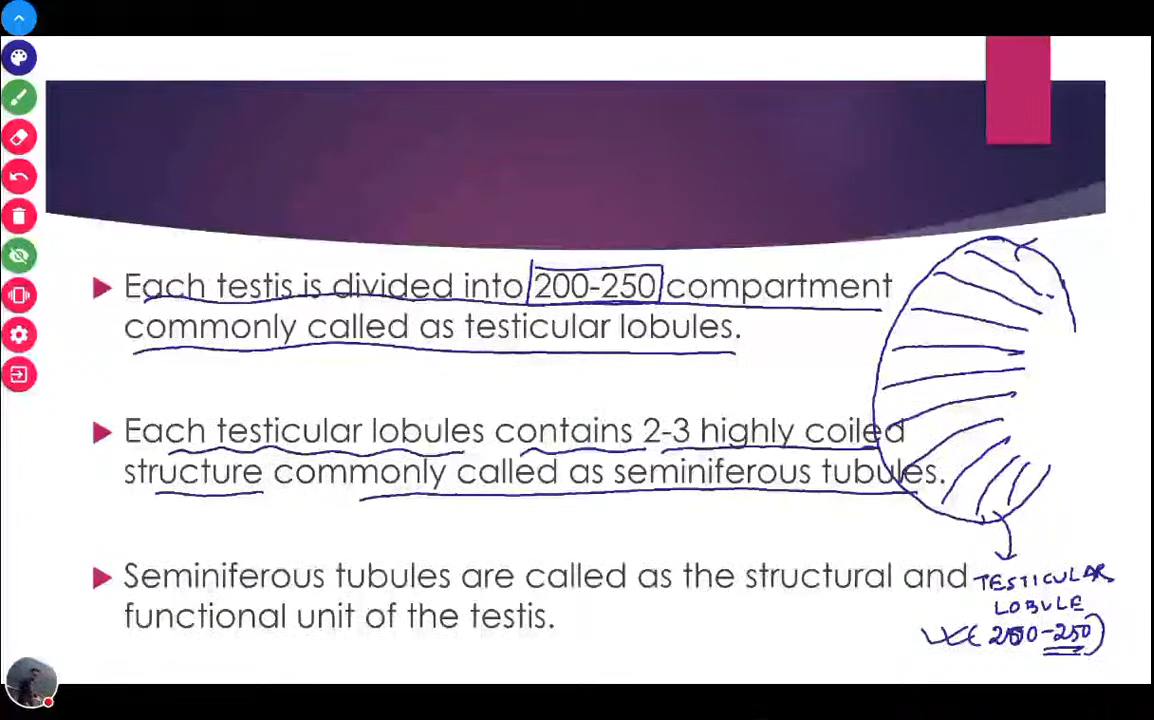 Each testis is divided into 200-250 compartment
commonly called as testicular lobules.
Each testicular lobules contains 2-3 highly coiled
structure commonly called as seminiferous tubules.
Seminiferous tubules are called as the structural and
functional unit of the testis.
TESTICULAR
LOBULE
(200-250)